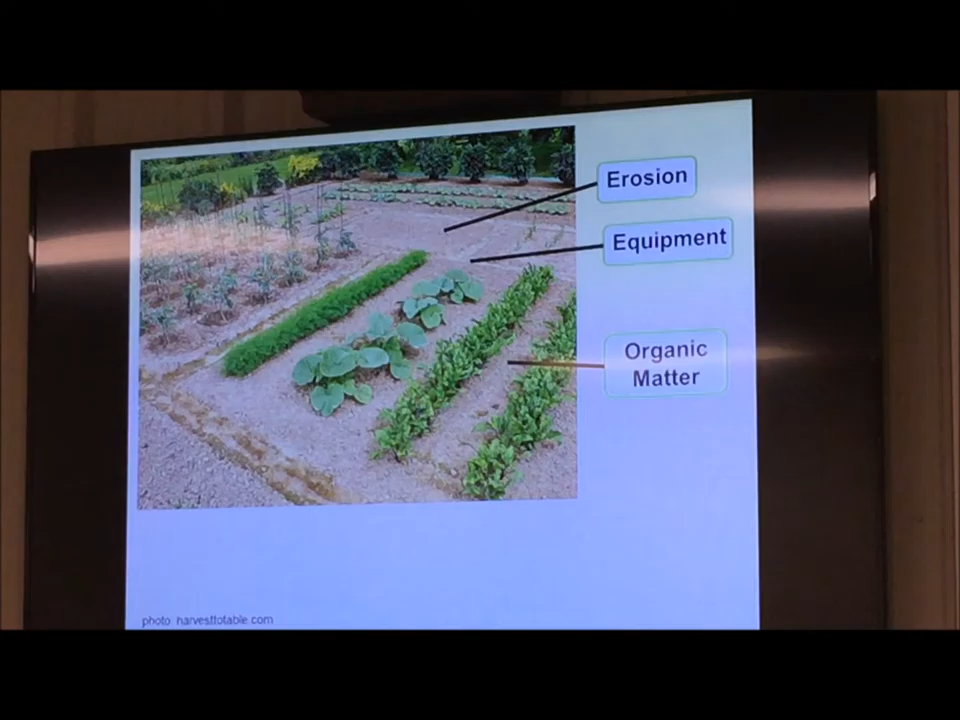 Erosion
Equipment
Organic
Matter
photo: harvesttotable.com